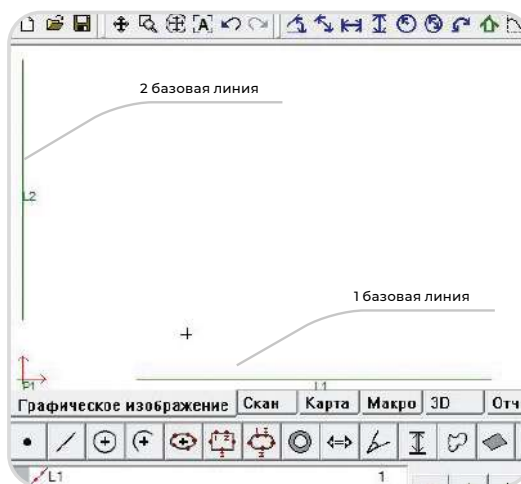 2 базовая линия
L2
1 базовая линия
P1
L1
Графическое изображение Скан Карта Макро 3D Отч
L1 1